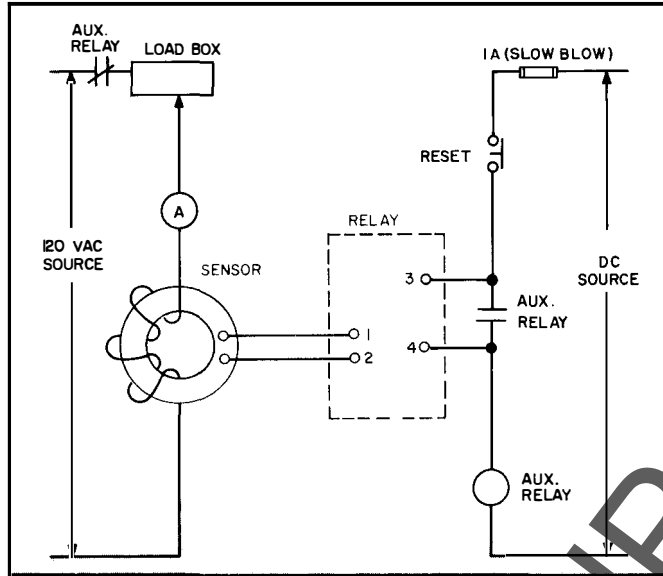 AUX.
RELAY
LOAD BOX
1A (SLOW BLOW)
RESET
A
RELAY
120 VAC
SOURCE
SENSOR
3
DC
SOURCE
AUX.
RELAY
1
2
4
AUX.
RELAY